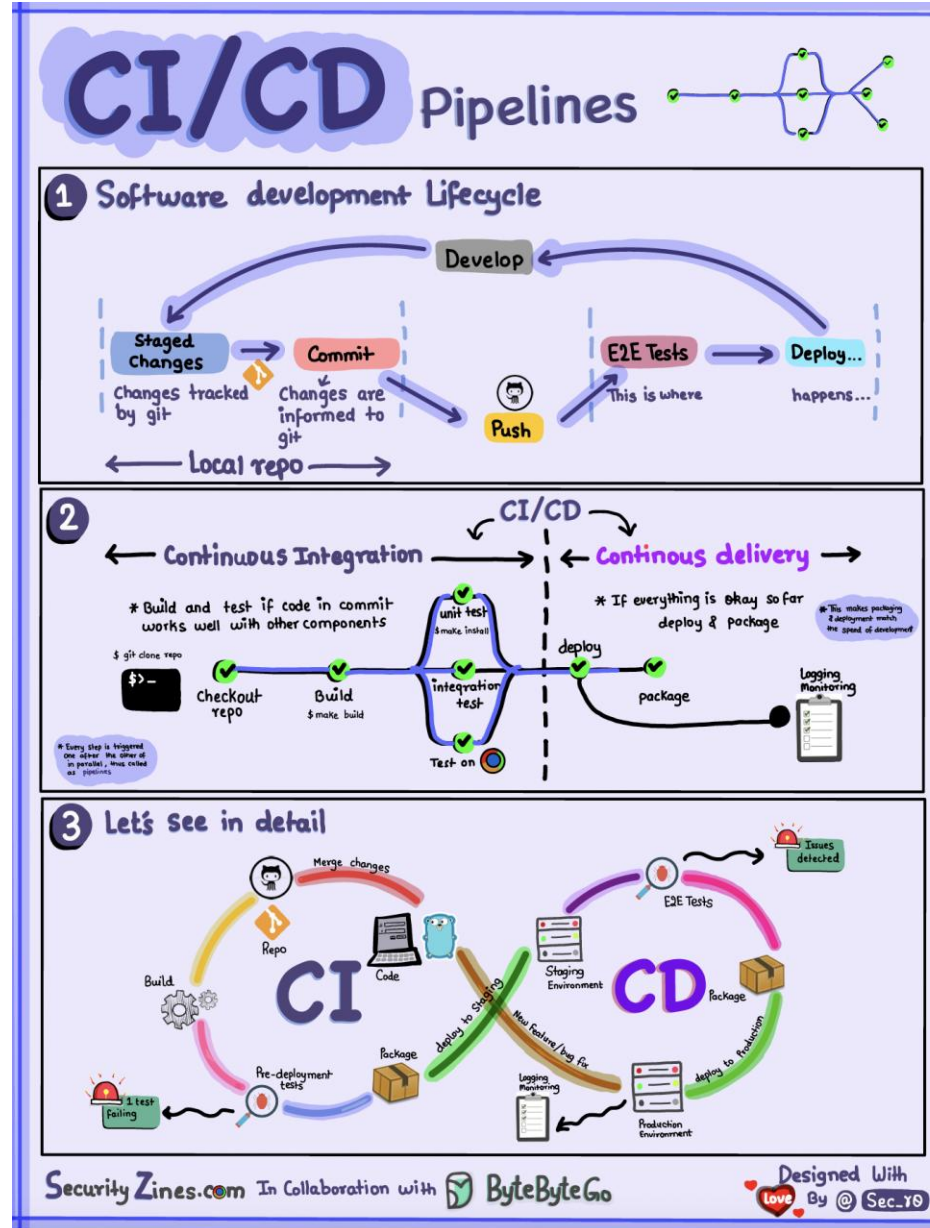 CI/CD Pipelines
1 Software development Lifecycle
Develop
Staged
Changes
Commit
E2E Tests
Deploy...
Changes tracked
by git
Changes are
informed to
git
This is where
happens...
Push
Local repo
2
CI/CD
Continuous Integration
Continous delivery
* Build and test if code in commit
works well with other components
unit test
$ make install
* If everything is okay so far
deploy & package
* This makes packaging
& deployment match
the speed of development
$ git clone repo
$>_
Checkout
repo
Build
$ make build
integration
test
Test on
deploy
package
Logging
Monitoring
* Every step is triggered
one after the other of
in parallel, thus called
as pipelines
3 Let's see in detail
Merge changes
Issues
detected
E2E Tests
Repo
Code
Build
CI
Staging
Environment
CD
Package
deploy to Staging
New feature/bug fix
deploy to Production
Pre-deployment
tests
Package
1 test
failing
Logging
Monitoring
Production
Environment
SecurityZines.com In Collaboration with ByteByteGo
Designed With
Love By @ Sec_r0